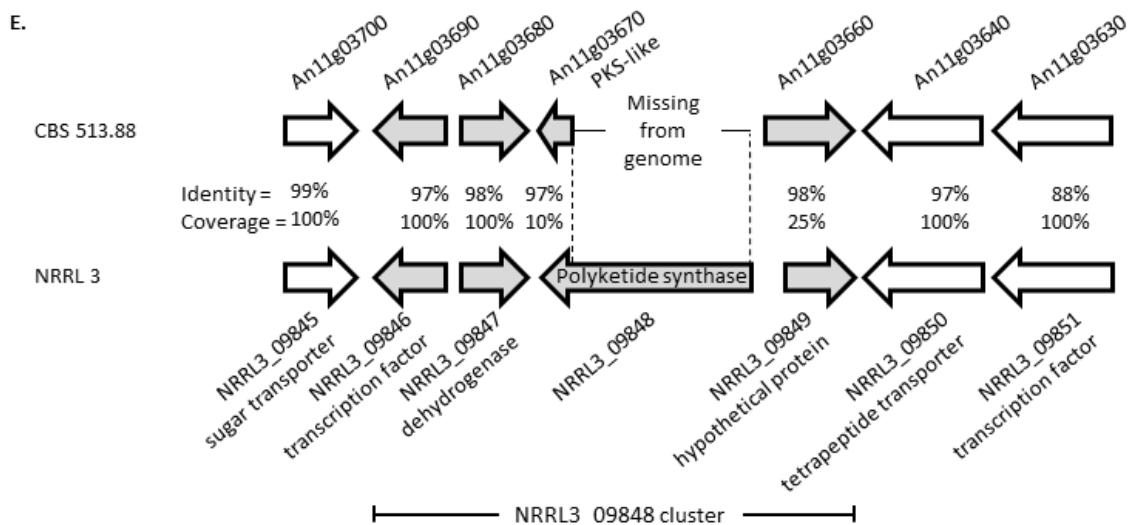 E.
An11g03700
An11g03690
An11g03680
An11g03670
PKS-like
An11g03660
An11g03640
An11g03630
CBS 513.88
Missing
from
genome
Identity = 99% 97% 98% 97% 98% 97% 88%
Coverage = 100% 100% 100% 10% 25% 100% 100%
NRRL 3
Polyketide synthase
NRRL3_09845
sugar transporter
NRRL3_09846
transcription factor
NRRL3_09847
dehydrogenase
NRRL3_09848
NRRL3_09849
hypothetical protein
NRRL3_09850
tetrapeptide transporter
NRRL3_09851
transcription factor
NRRL3_09848 cluster